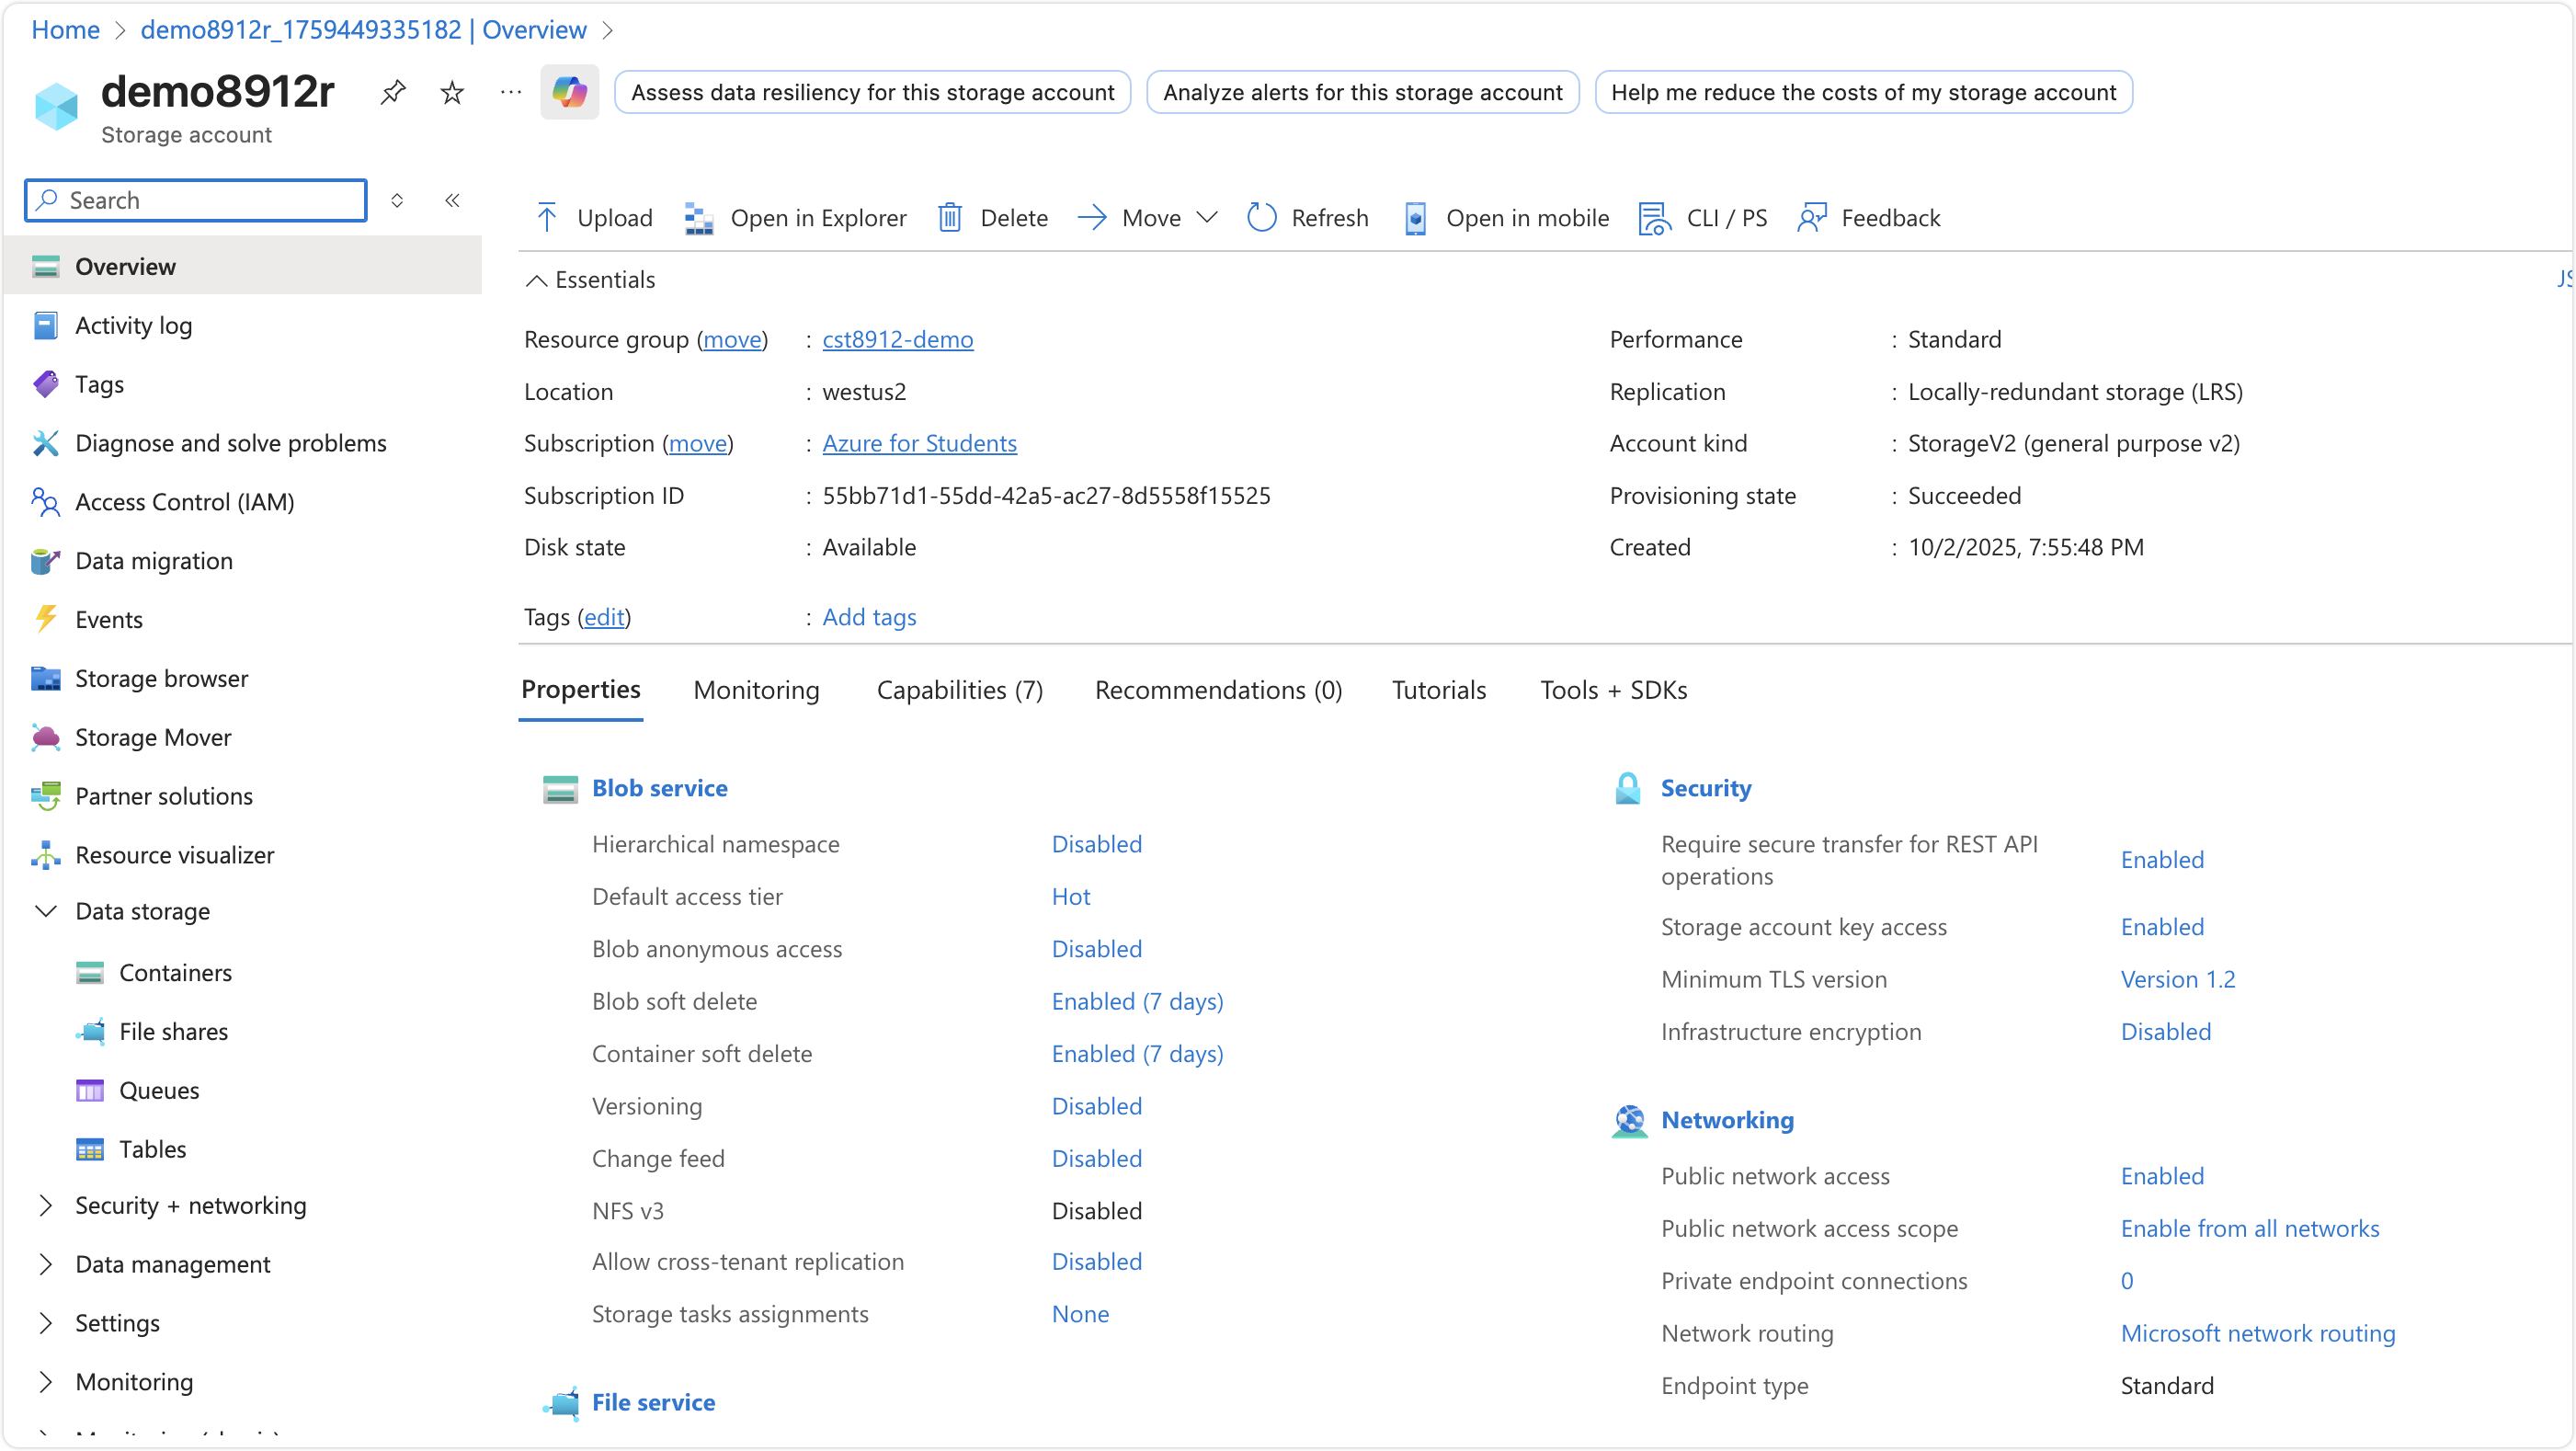 Home > demo8912r_1759449335182 | Overview >
demo8912r
Storage account
Assess data resiliency for this storage account
Analyze alerts for this storage account
Help me reduce the costs of my storage account
Search
Overview
Activity log
Tags
Diagnose and solve problems
Access Control (IAM)
Data migration
Events
Storage browser
Storage Mover
Partner solutions
Resource visualizer
Data storage
Containers
File shares
Queues
Tables
Security + networking
Data management
Settings
Monitoring
Upload Open in Explorer Delete Move Refresh Open in mobile CLI / PS Feedback
Essentials
Resource group (move) : cst8912-demo
Location : westus2
Subscription (move) : Azure for Students
Subscription ID : 55bb71d1-55dd-42a5-ac27-8d5558f15525
Disk state : Available
Tags (edit) : Add tags
Performance : Standard
Replication : Locally-redundant storage (LRS)
Account kind : StorageV2 (general purpose v2)
Provisioning state : Succeeded
Created : 10/2/2025, 7:55:48 PM
Properties Monitoring Capabilities (7) Recommendations (0) Tutorials Tools + SDKs
Blob service
Hierarchical namespace Disabled
Default access tier Hot
Blob anonymous access Disabled
Blob soft delete Enabled (7 days)
Container soft delete Enabled (7 days)
Versioning Disabled
Change feed Disabled
NFS v3 Disabled
Allow cross-tenant replication Disabled
Storage tasks assignments None
File service
Security
Require secure transfer for REST API
operations Enabled
Storage account key access Enabled
Minimum TLS version Version 1.2
Infrastructure encryption Disabled
Networking
Public network access Enabled
Public network access scope Enable from all networks
Private endpoint connections 0
Network routing Microsoft network routing
Endpoint type Standard